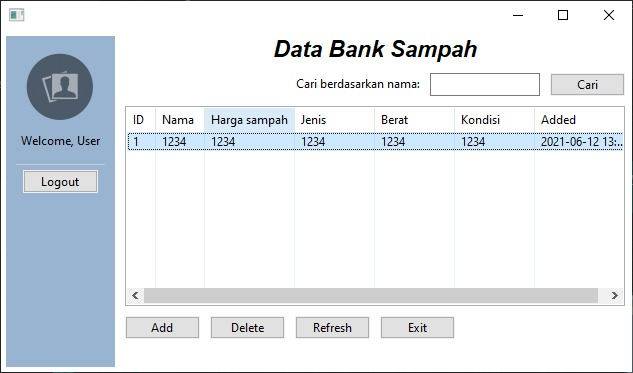 Data Bank Sampah
Cari berdasarkan nama: Cari
Welcome, User
Logout
ID Nama Harga sampah Jenis Berat Kondisi Added
1 1234 1234 1234 1234 1234 2021-06-12 13:...
Add Delete Refresh Exit